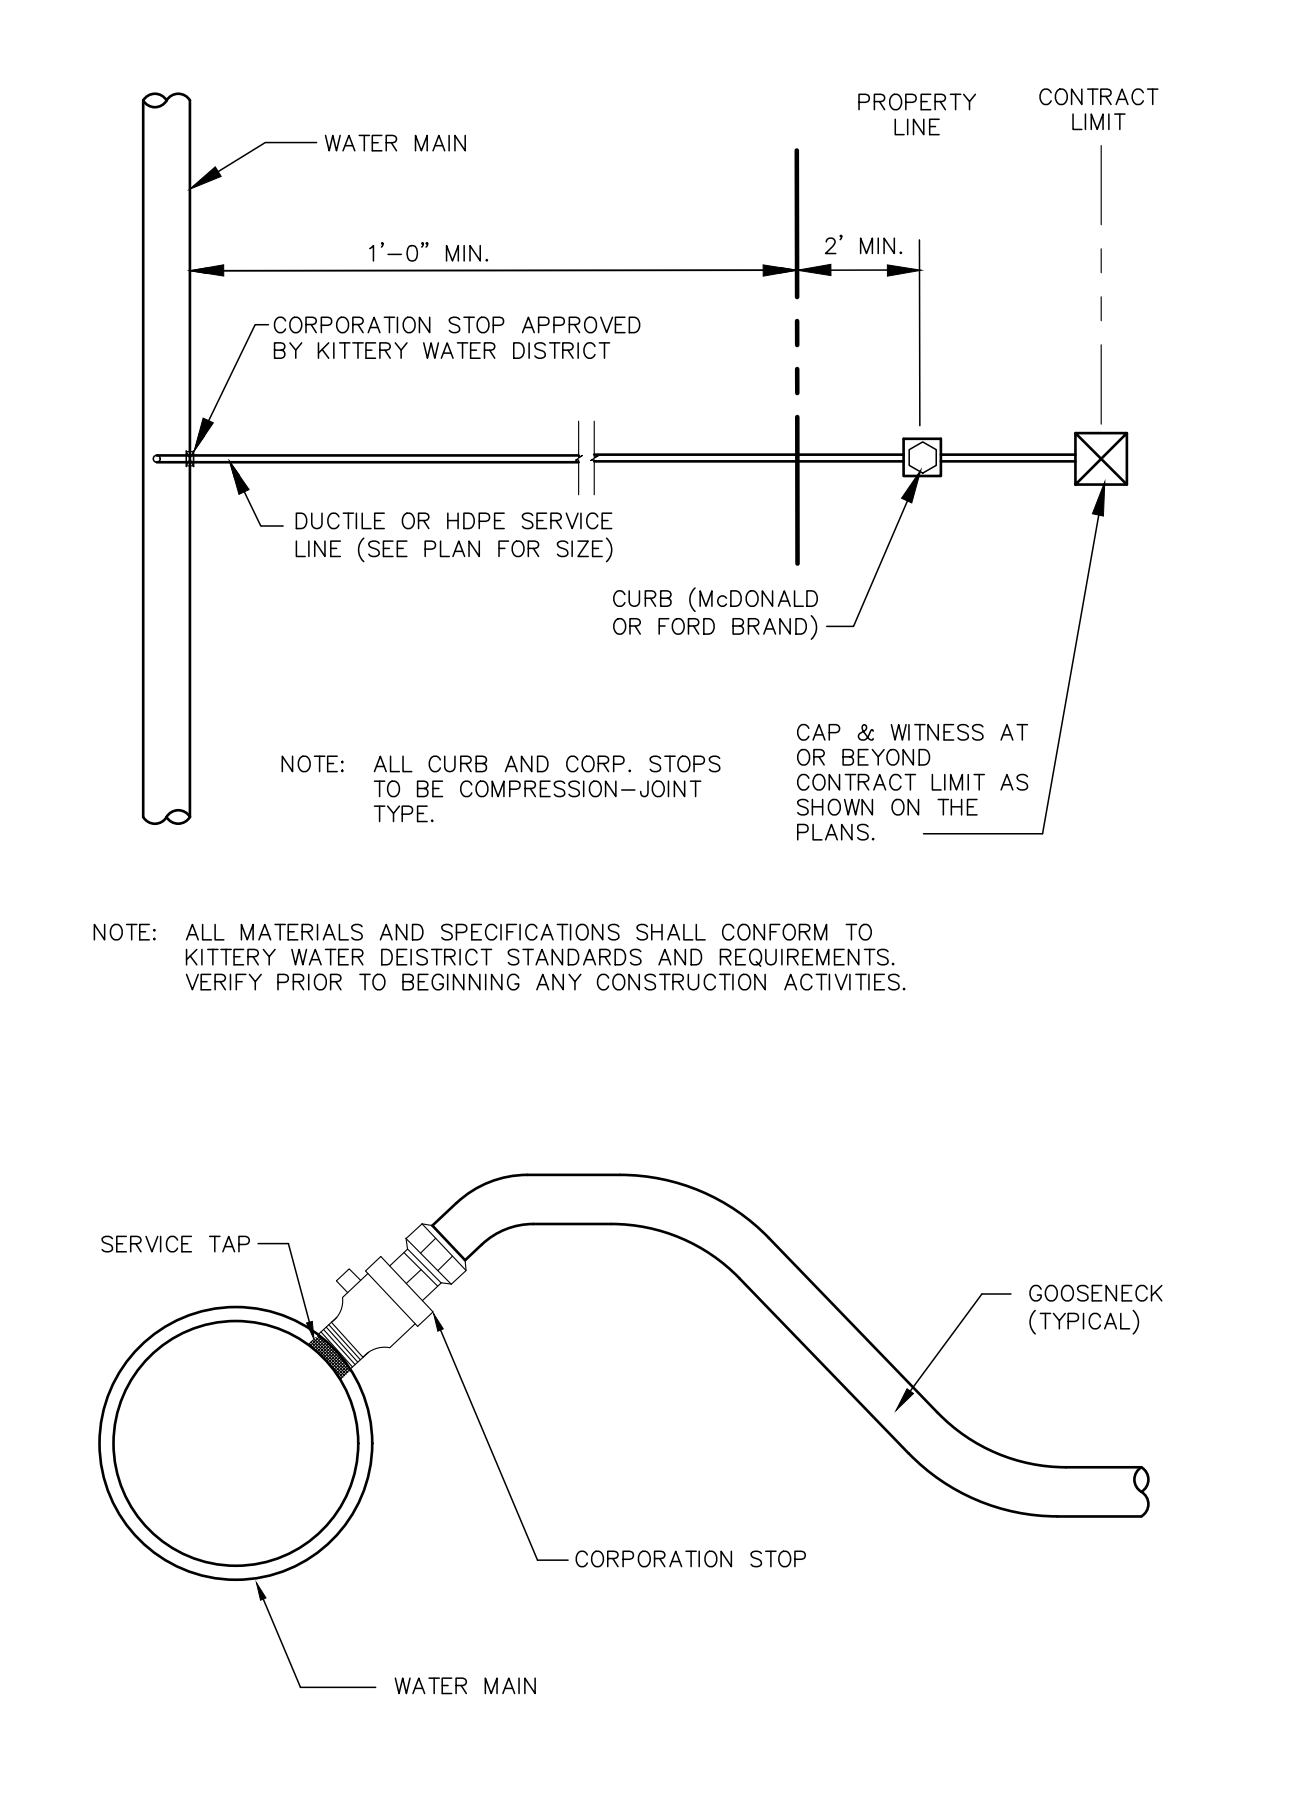 PROPERTY
LINE
CONTRACT
LIMIT
WATER MAIN
1'-0" MIN.
2' MIN.
CORPORATION STOP APPROVED
BY KITTERY WATER DISTRICT
DUCTILE OR HDPE SERVICE
LINE (SEE PLAN FOR SIZE)
CURB (McDONALD
OR FORD BRAND)
CAP & WITNESS AT
OR BEYOND
CONTRACT LIMIT AS
SHOWN ON THE
PLANS.
NOTE: ALL CURB AND CORP. STOPS
TO BE COMPRESSION-JOINT
TYPE.
NOTE: ALL MATERIALS AND SPECIFICATIONS SHALL CONFORM TO
KITTERY WATER DEISTRICT STANDARDS AND REQUIREMENTS.
VERIFY PRIOR TO BEGINNING ANY CONSTRUCTION ACTIVITIES.
SERVICE TAP
GOOSENECK
(TYPICAL)
CORPORATION STOP
WATER MAIN